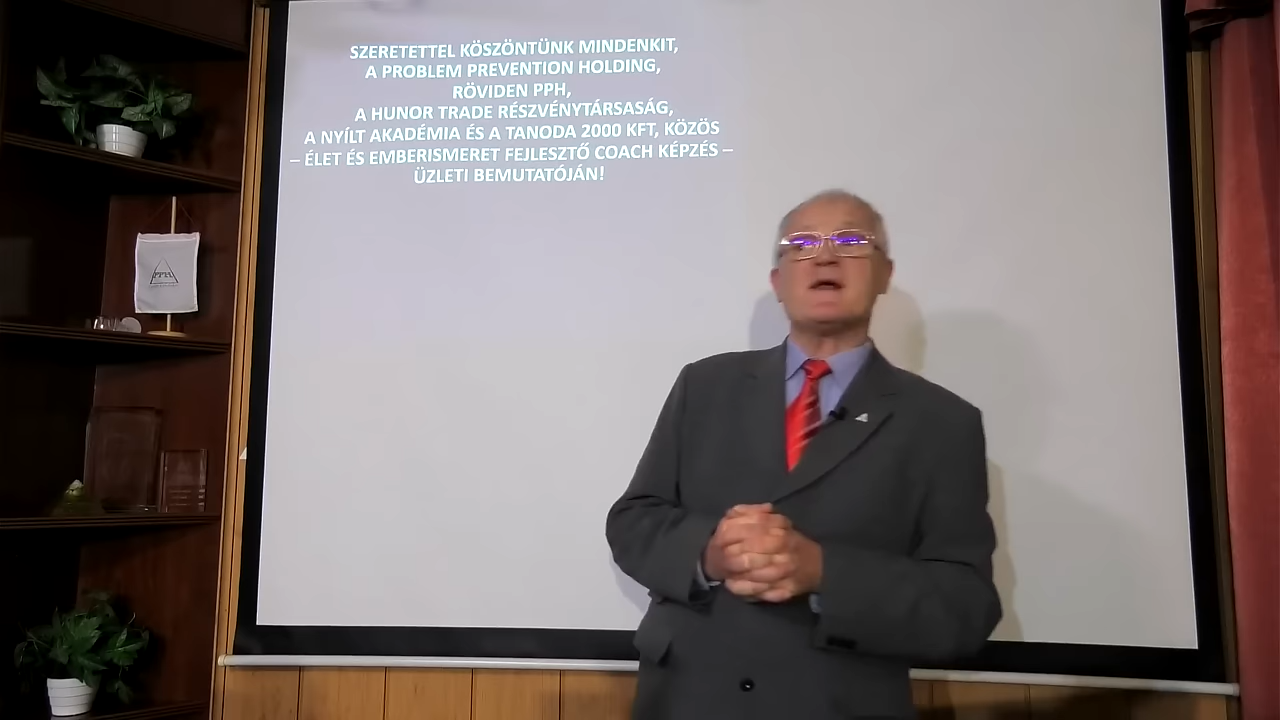 SZERETETTEL KÖSZÖNTÜNK MINDENKIT,
A PROBLEM PREVENTION HOLDING,
RÖVIDEN PPH,
A HUNOR TRADE RÉSZVÉNYTÁRSASÁG,
A NYÍLT AKADÉMIA ÉS A TANODA 2000 KFT, KÖZÖS
– ÉLET ÉS EMBERISMERET FEJLESZTŐ COACH KÉPZÉS –
ÜZLETI BEMUTATÓJÁN!
PPH